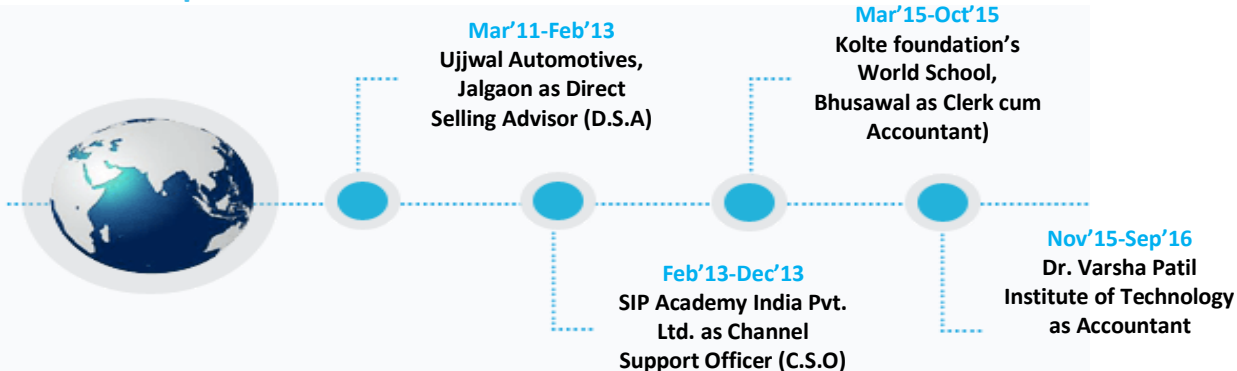 Mar’11-Feb’13
Ujjwal Automotives,
Jalgaon as Direct
Selling Advisor (D.S.A)
Feb’13-Dec’13
SIP Academy India Pvt.
Ltd. as Channel
Support Officer (C.S.O)
Mar’15-Oct’15
Kolte foundation’s
World School,
Bhusawal as Clerk cum
Accountant)
Nov’15-Sep’16
Dr. Varsha Patil
Institute of Technology
as Accountant